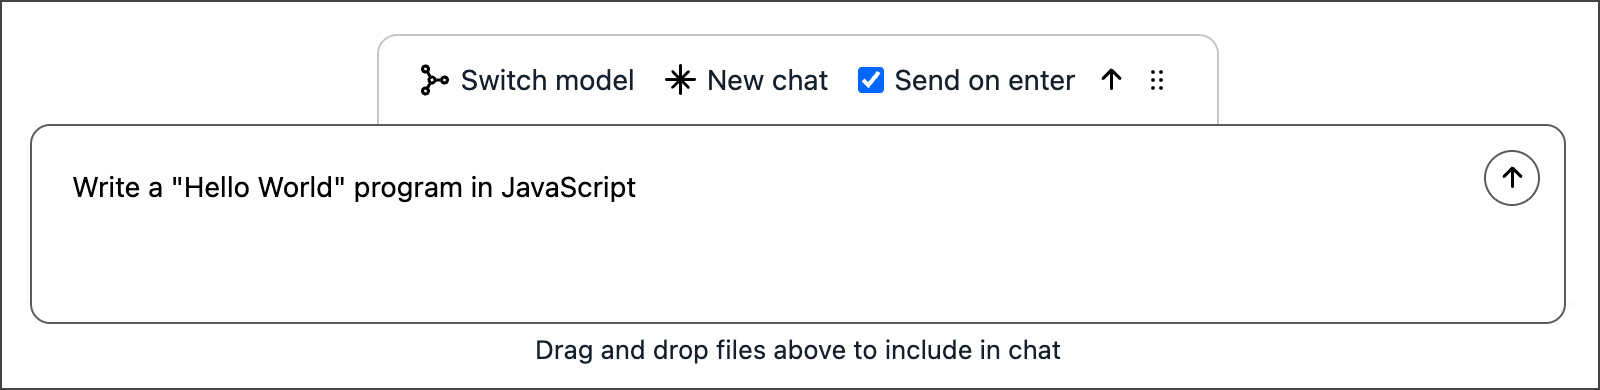 Switch model New chat Send on enter
Write a "Hello World" program in JavaScript
Drag and drop files above to include in chat